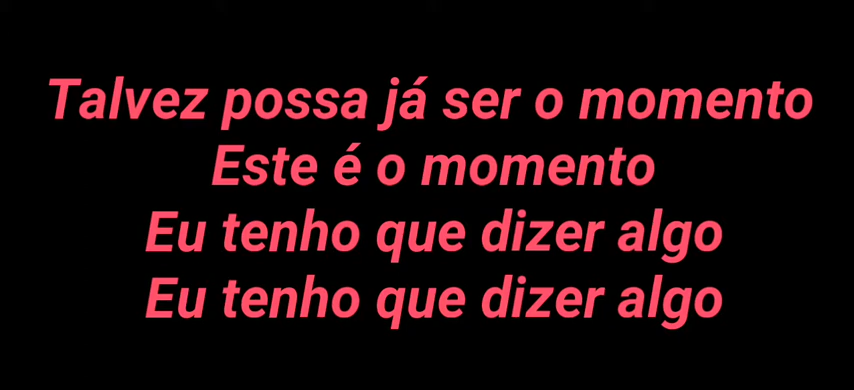 Talvez possa já ser o momento
Este é o momento
Eu tenho que dizer algo
Eu tenho que dizer algo